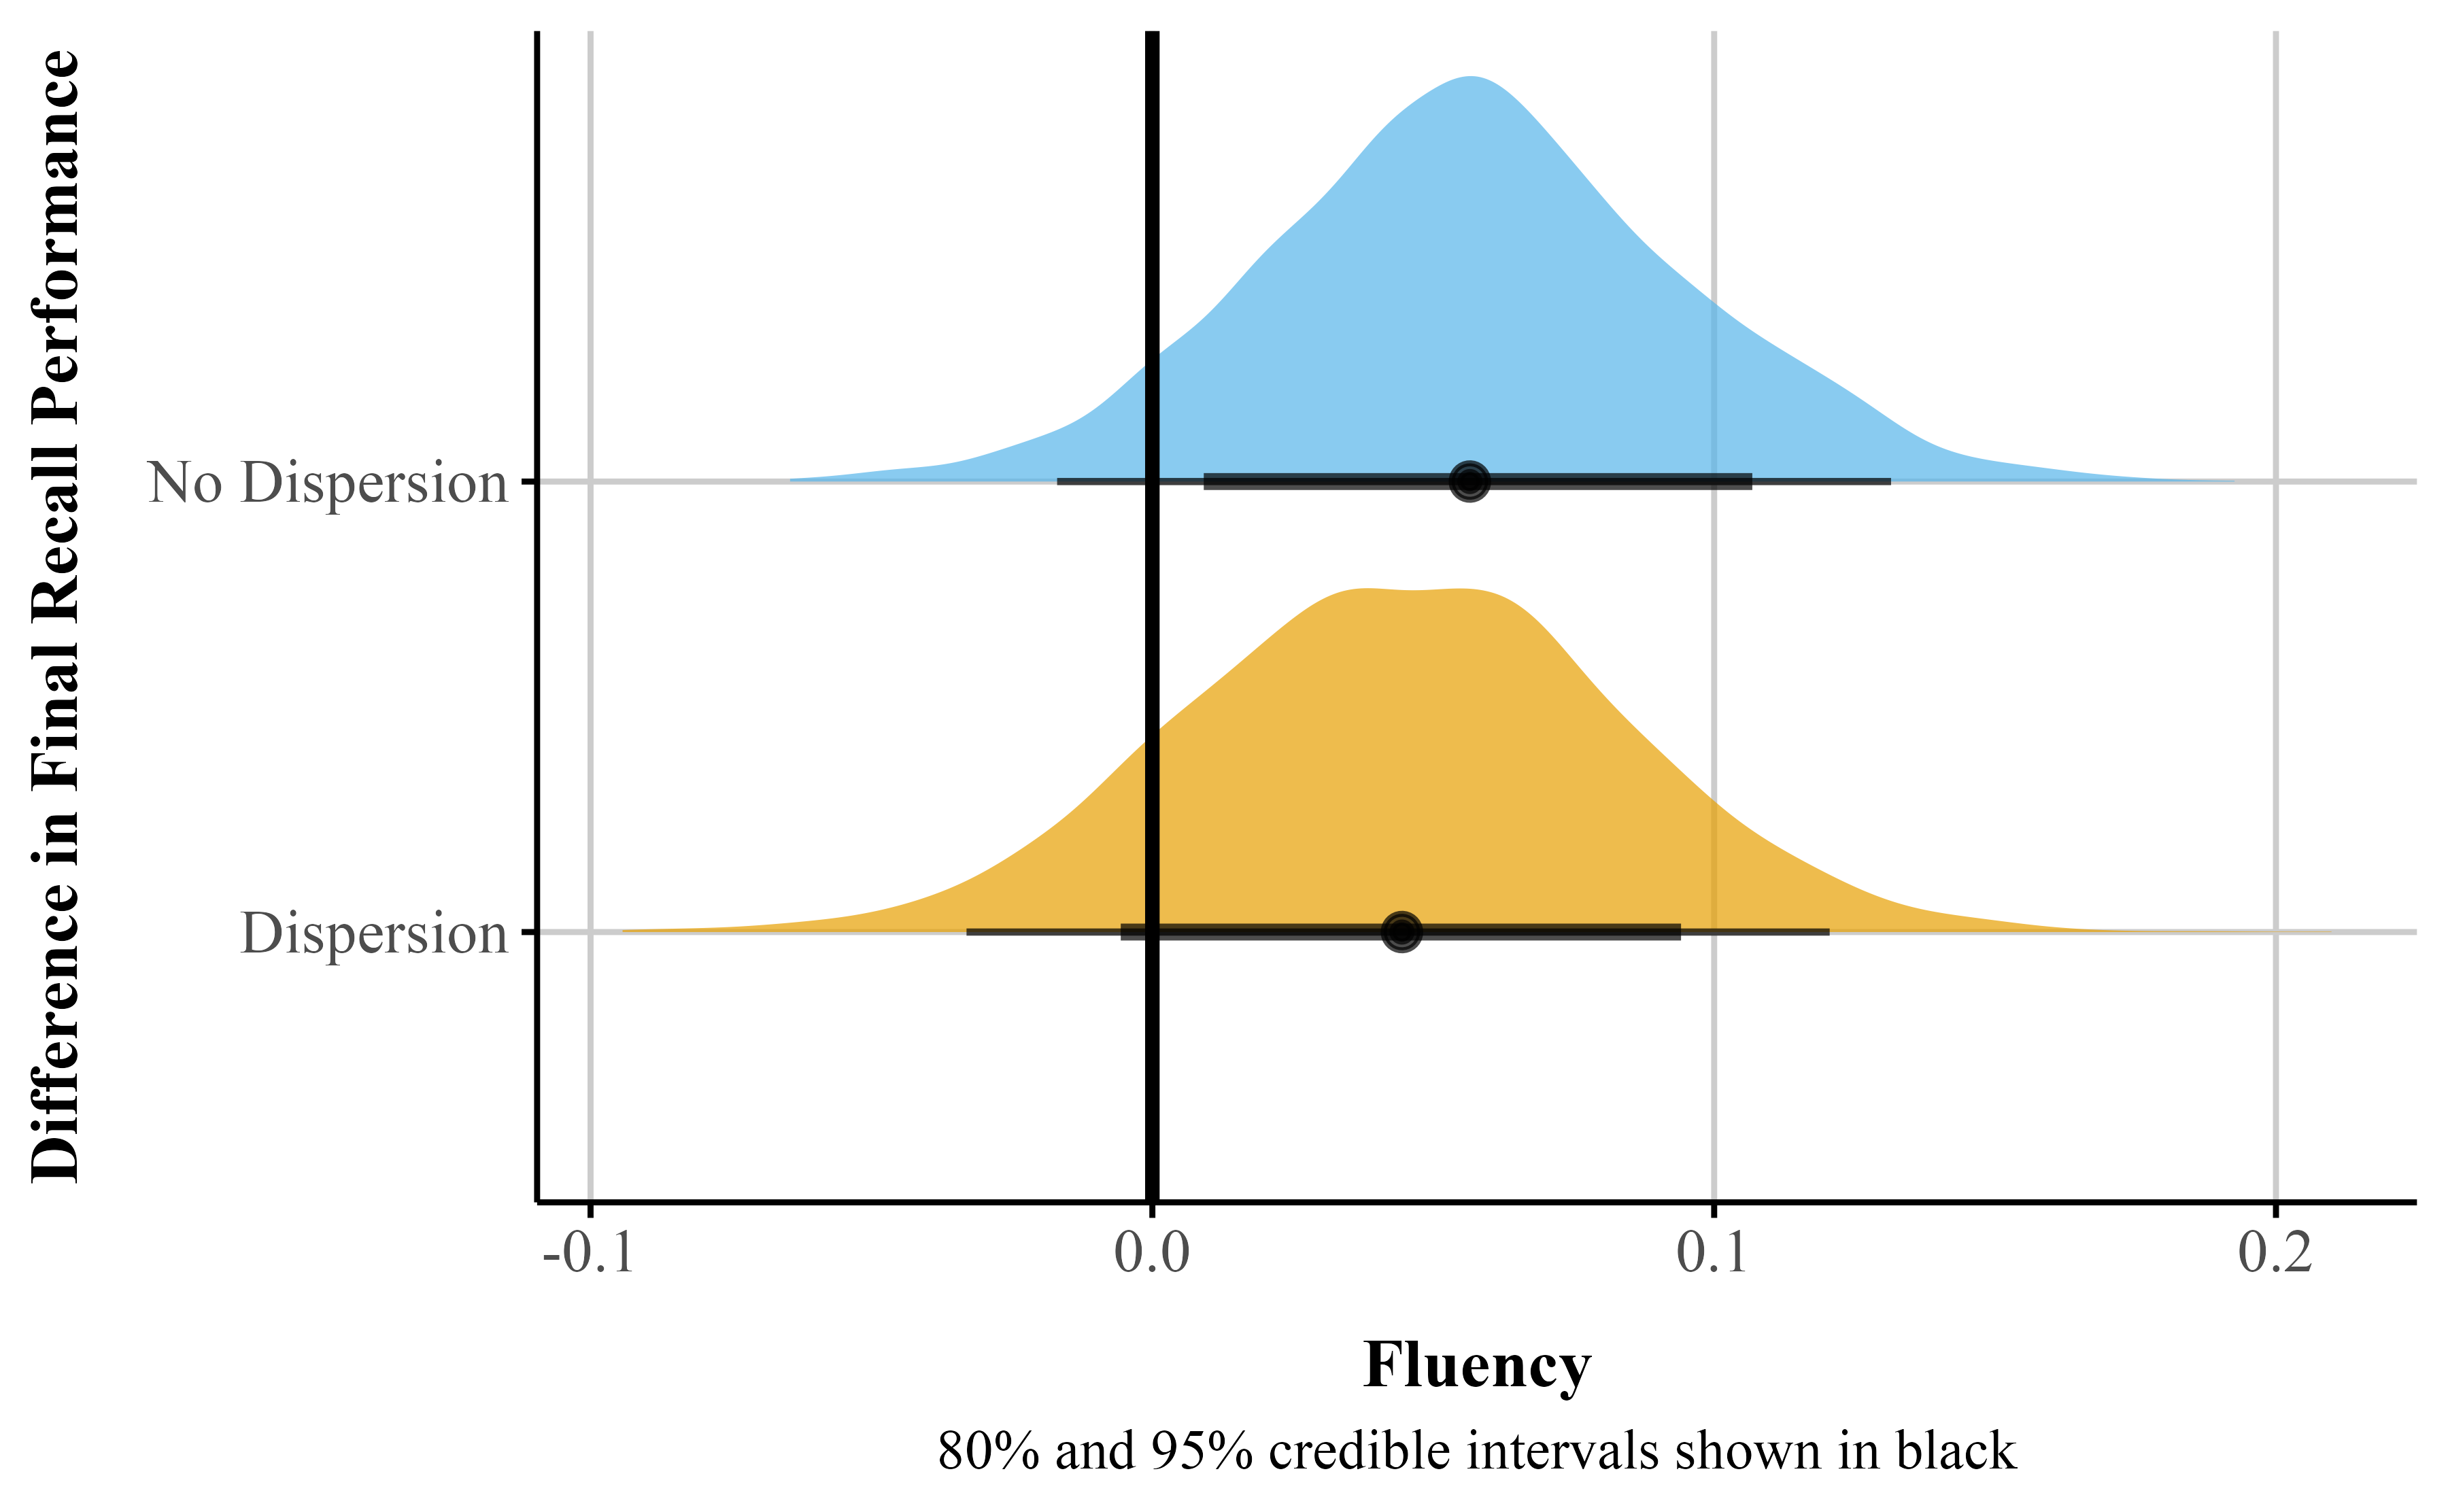 Difference in Final Recall Performance
No Dispersion
Dispersion
-0.1
0.0
0.1
0.2
Fluency
80% and 95% credible intervals shown in black